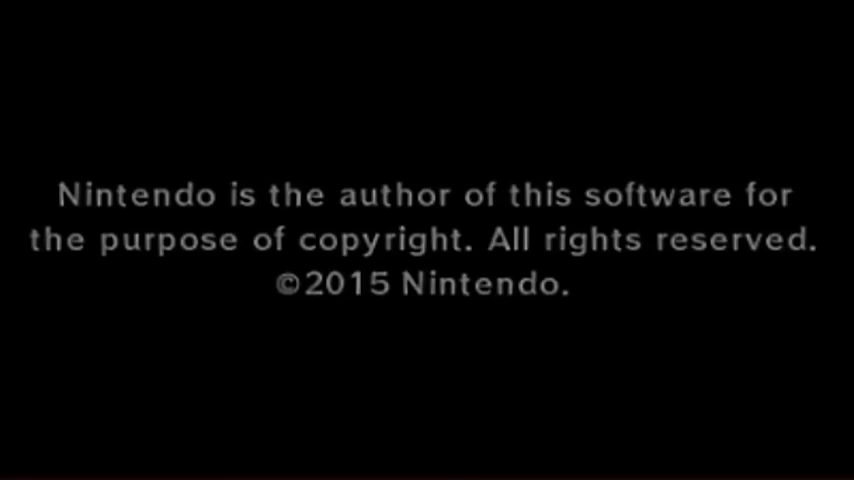 Nintendo is the author of this software for
the purpose of copyright. All rights reserved.
©2015 Nintendo.